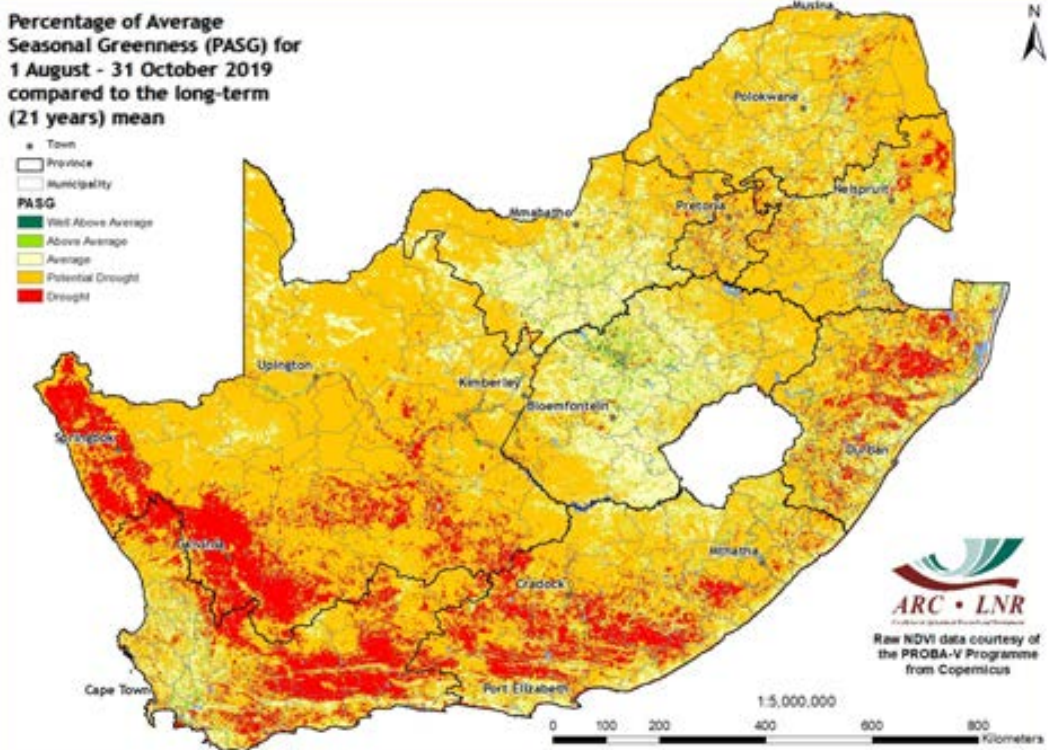 Percentage of Average
Seasonal Greenness (PASG) for
1 August - 31 October 2019
compared to the long-term
(21 years) mean
Town
Province
Municipality
PASG
Well Above Average
Above Average
Average
Potential Drought
Drought
N
Musina
Polokwane
Nelspruit
Pretoria
Mmabatho
Upington
Kimberley
Bloemfontein
Springbok
Durban
Mthatha
Cradock
Cape Town
Port Elizabeth
ARC • LNR
Raw NDVI data courtesy of
the PROBA-V Programme
from Copernicus
1:5,000,000
0 100 200 400 600 800
Kilometers